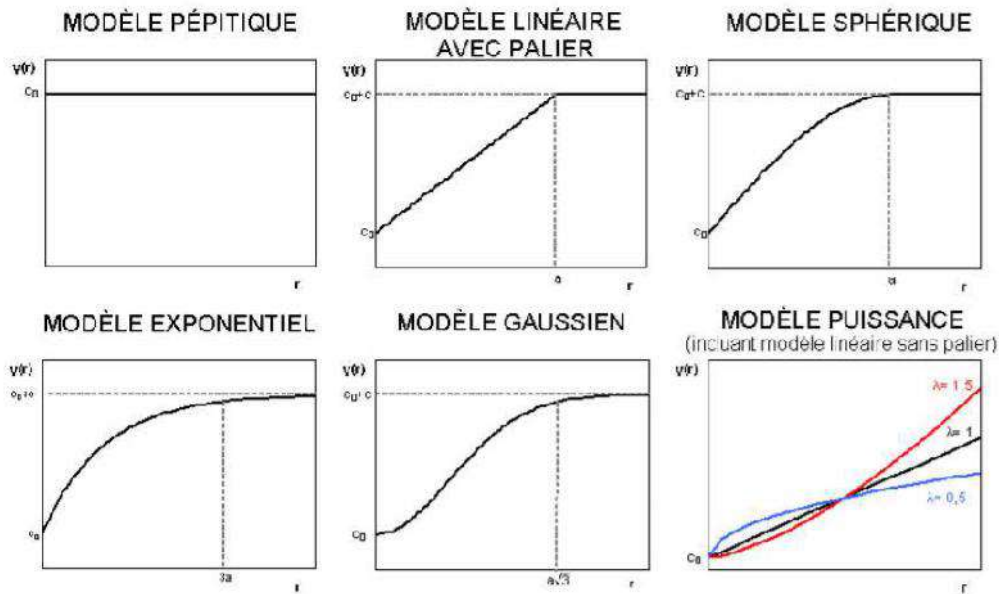 MODÈLE PÉPITIQUE
γ(r)
c₀
r
MODÈLE LINÉAIRE
AVEC PALIER
γ(r)
c₀+c
c₀
a
r
MODÈLE SPHÉRIQUE
γ(r)
c₀+c
c₀
a
r
MODÈLE EXPONENTIEL
γ(r)
c₀+c
c₀
3a
r
MODÈLE GAUSSIEN
γ(r)
c₀+c
c₀
a√3
r
MODÈLE PUISSANCE
(incluant modèle linéaire sans palier)
γ(r)
λ= 1 5
λ= 1
λ= 0,5
c₀
r